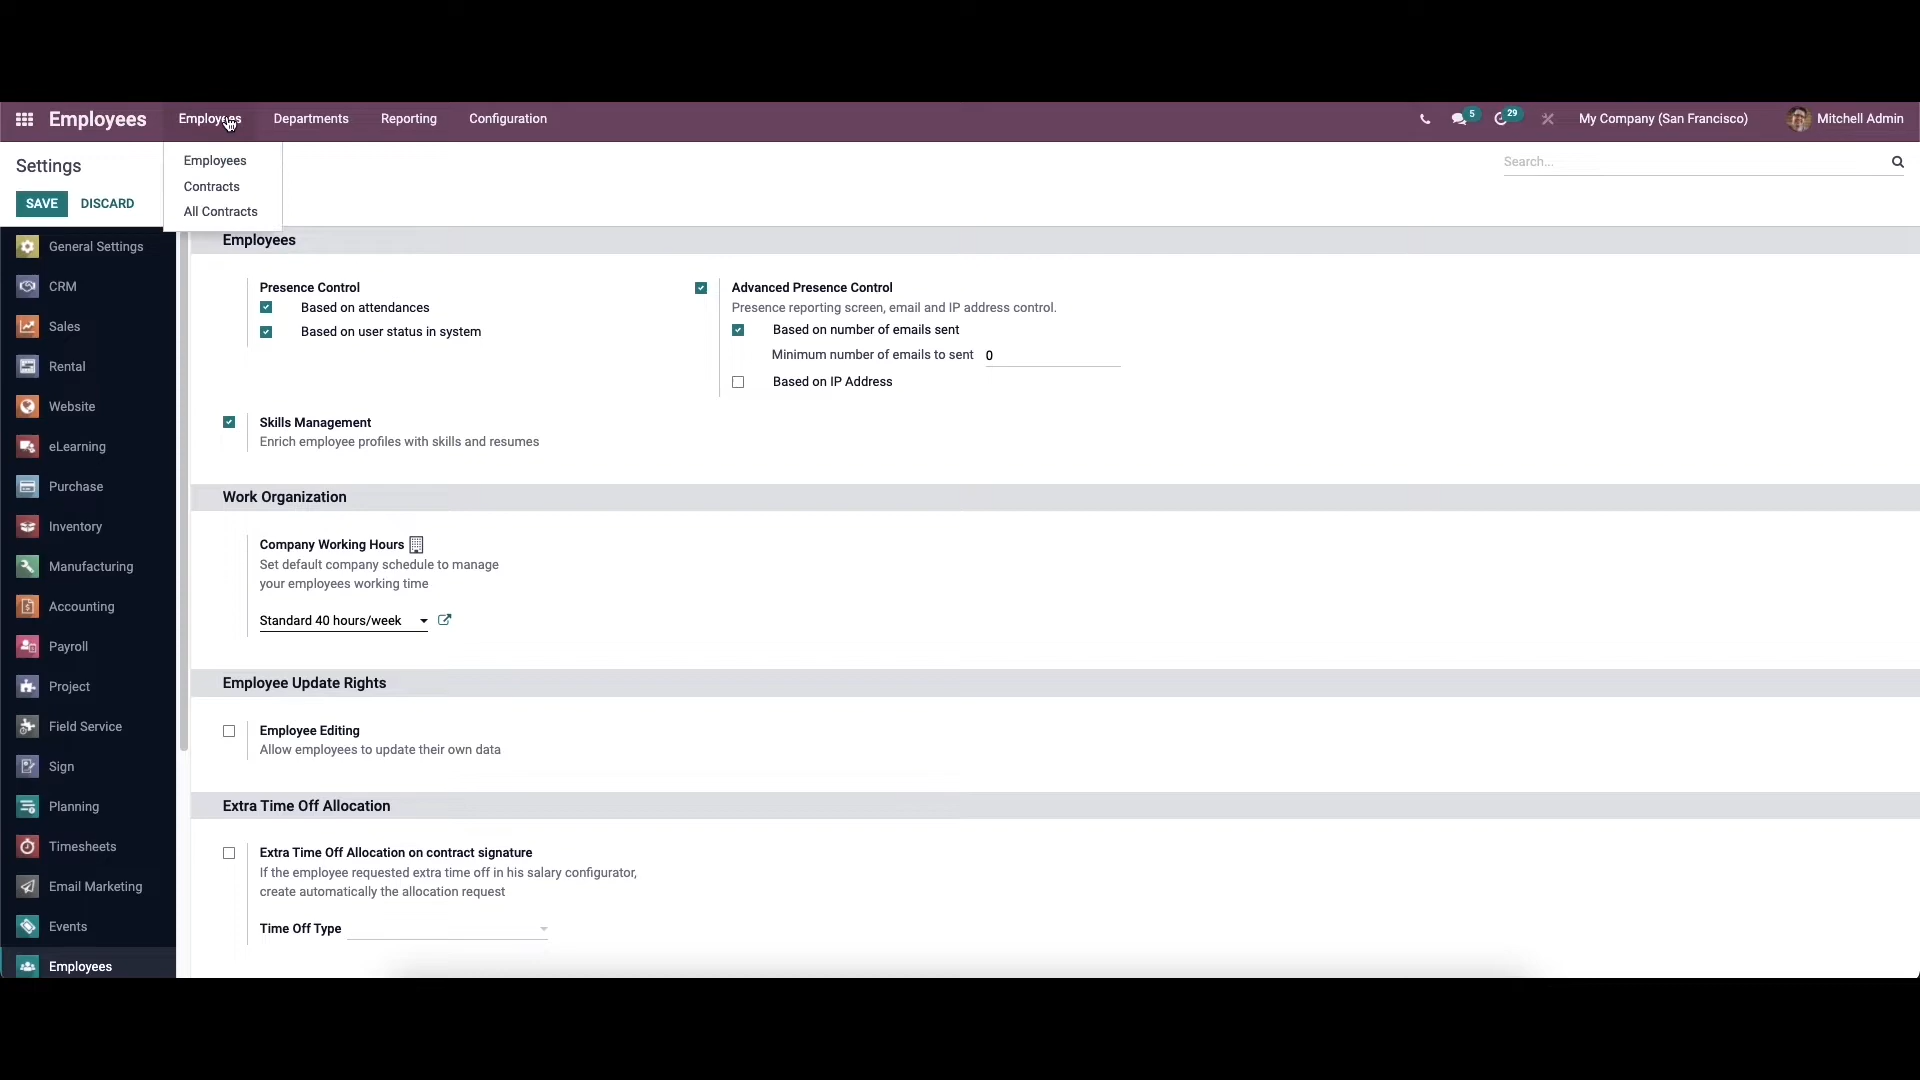 Employees
Employees
Departments
Reporting
Configuration
5
29
My Company (San Francisco)
Mitchell Admin
Settings
Employees
Contracts
All Contracts
Search...
SAVE
DISCARD
General Settings
CRM
Sales
Rental
Website
eLearning
Purchase
Inventory
Manufacturing
Accounting
Payroll
Project
Field Service
Sign
Planning
Timesheets
Email Marketing
Events
Employees
Employees
Presence Control
Based on attendances
Based on user status in system
Advanced Presence Control
Presence reporting screen, email and IP address control.
Based on number of emails sent
Minimum number of emails to sent 0
Based on IP Address
Skills Management
Enrich employee profiles with skills and resumes
Work Organization
Company Working Hours
Set default company schedule to manage
your employees working time
Standard 40 hours/week
Employee Update Rights
Employee Editing
Allow employees to update their own data
Extra Time Off Allocation
Extra Time Off Allocation on contract signature
If the employee requested extra time off in his salary configurator,
create automatically the allocation request
Time Off Type